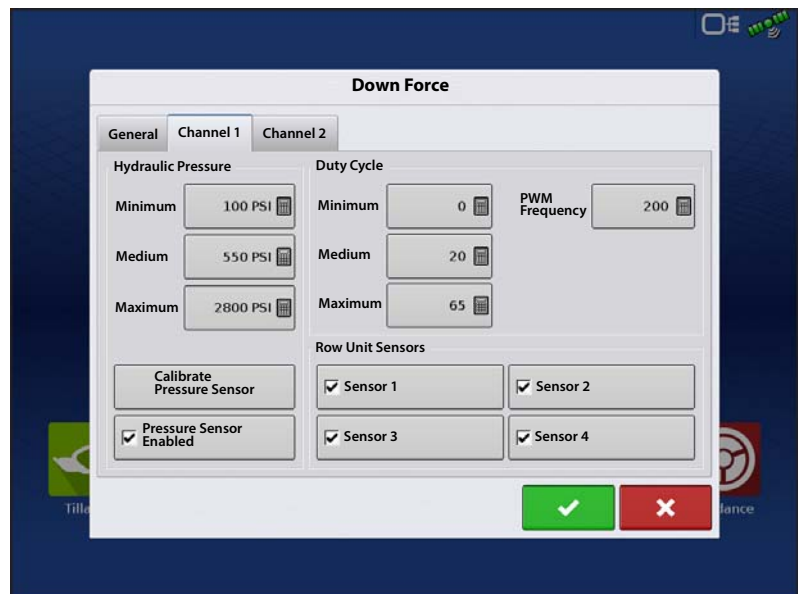 Down Force
General
Channel 1
Channel 2
Hydraulic Pressure
Minimum
100 PSI
Medium
550 PSI
Maximum
2800 PSI
Calibrate
Pressure Sensor
Pressure Sensor
Enabled
Duty Cycle
Minimum
0
Medium
20
Maximum
65
PWM
Frequency
200
Row Unit Sensors
Sensor 1
Sensor 2
Sensor 3
Sensor 4
Tilla
dance